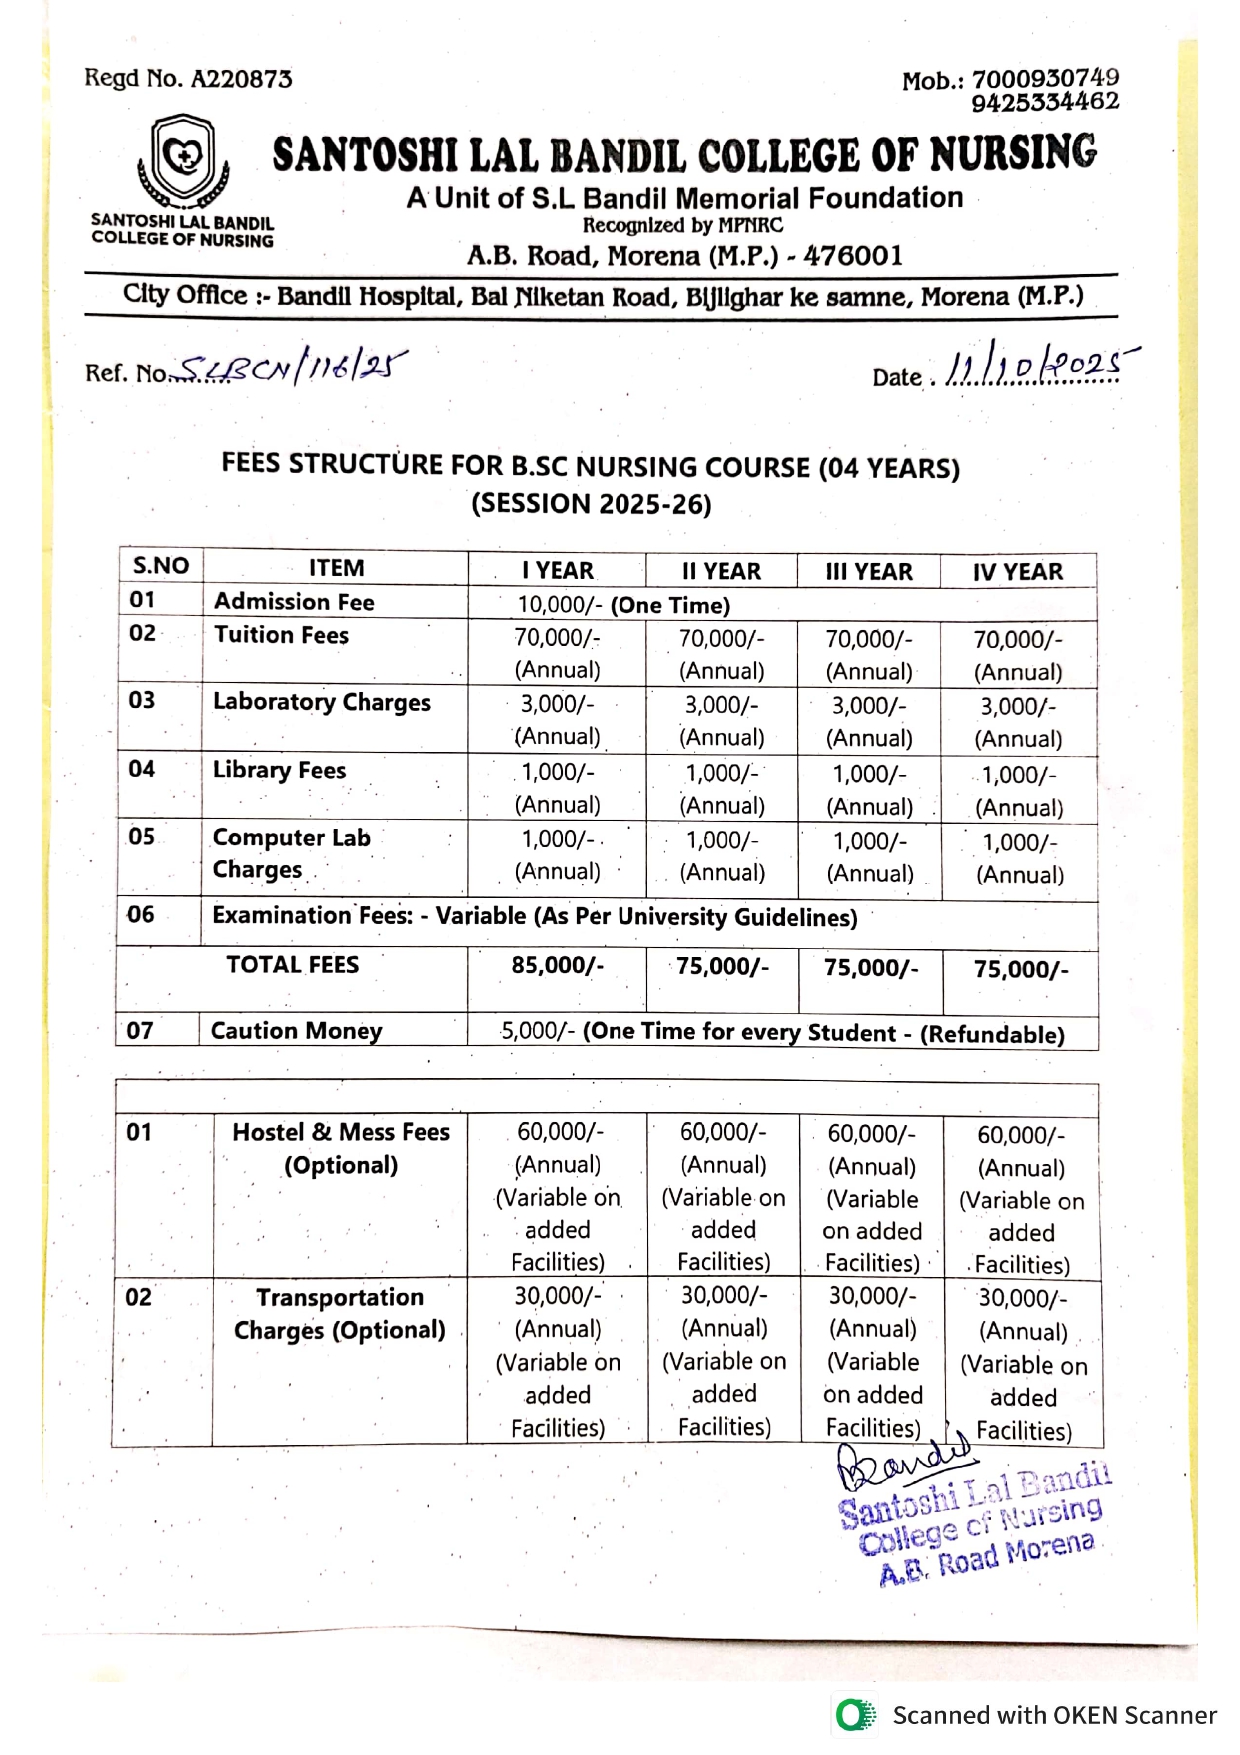 Regd No. A220873
Mob.: 7000930749
9425334462
SANTOSHI LAL BANDIL COLLEGE OF NURSING
A Unit of S.L Bandil Memorial Foundation
Recognized by MPNRC
SANTOSHI LAL BANDIL
COLLEGE OF NURSING
A.B. Road, Morena (M.P.) - 476001
City Office :- Bandil Hospital, Bal Niketan Road, Bijlighar ke samne, Morena (M.P.)
Ref. No. SLBCN/116/25
Date . 11/10/2025
FEES STRUCTURE FOR B.SC NURSING COURSE (04 YEARS)
(SESSION 2025-26)
S.NO ITEM I YEAR II YEAR III YEAR IV YEAR
01 Admission Fee 10,000/- (One Time)
02 Tuition Fees 70,000/- 70,000/- 70,000/- 70,000/-
(Annual) (Annual) (Annual) (Annual)
03 Laboratory Charges 3,000/- 3,000/- 3,000/- 3,000/-
(Annual) (Annual) (Annual) (Annual)
04 Library Fees 1,000/- 1,000/- 1,000/- 1,000/-
(Annual) (Annual) (Annual) (Annual)
05 Computer Lab 1,000/- 1,000/- 1,000/- 1,000/-
Charges (Annual) (Annual) (Annual) (Annual)
06 Examination Fees: - Variable (As Per University Guidelines)
TOTAL FEES 85,000/- 75,000/- 75,000/- 75,000/-
07 Caution Money 5,000/- (One Time for every Student - (Refundable)
01 Hostel & Mess Fees 60,000/- 60,000/- 60,000/- 60,000/-
(Optional) (Annual) (Annual) (Annual) (Annual)
(Variable on (Variable on (Variable (Variable on
added added on added added
Facilities) Facilities) Facilities) Facilities)
02 Transportation 30,000/- 30,000/- 30,000/- 30,000/-
Charges (Optional) (Annual) (Annual) (Annual) (Annual)
(Variable on (Variable on (Variable (Variable on
added added on added added
Facilities) Facilities) Facilities) Facilities)
Bandil
Santoshi Lal Bandil
College of Nursing
A.B. Road Morena
Scanned with OKEN Scanner